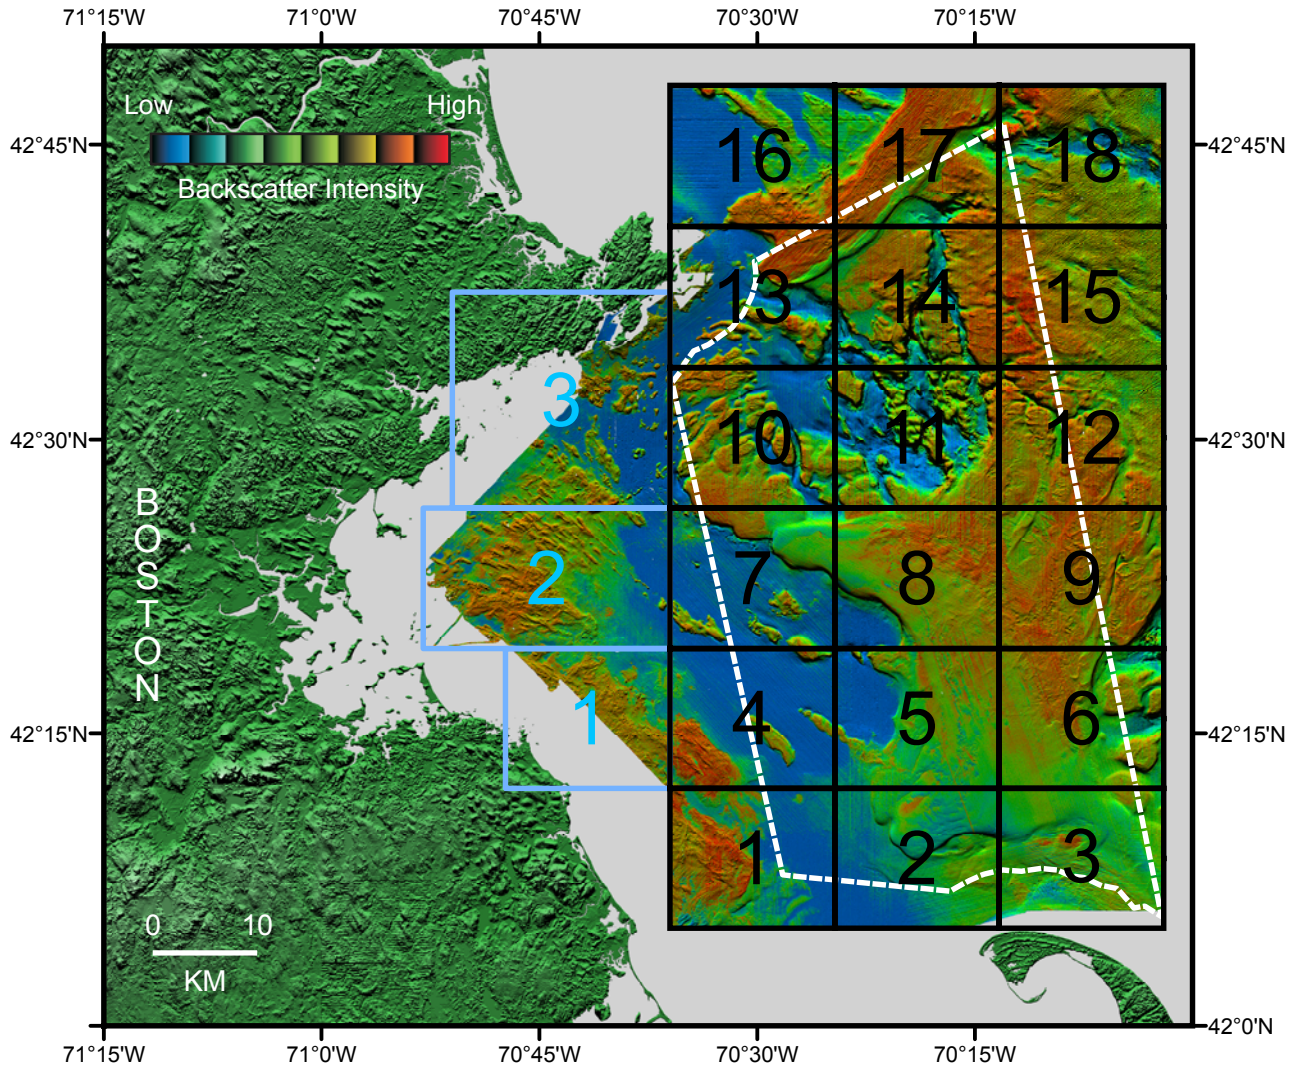 71°15'W 71°0'W 70°45'W 70°30'W 70°15'W
Low High
Backscatter Intensity
42°45'N 42°45'N
16 17 18
13 14 15
3
10 11 12
42°30'N 42°30'N
BOSTON
2 7 8 9
1 4 5 6
42°15'N 42°15'N
1 2 3
0 10
KM
42°0'N
71°15'W 71°0'W 70°45'W 70°30'W 70°15'W